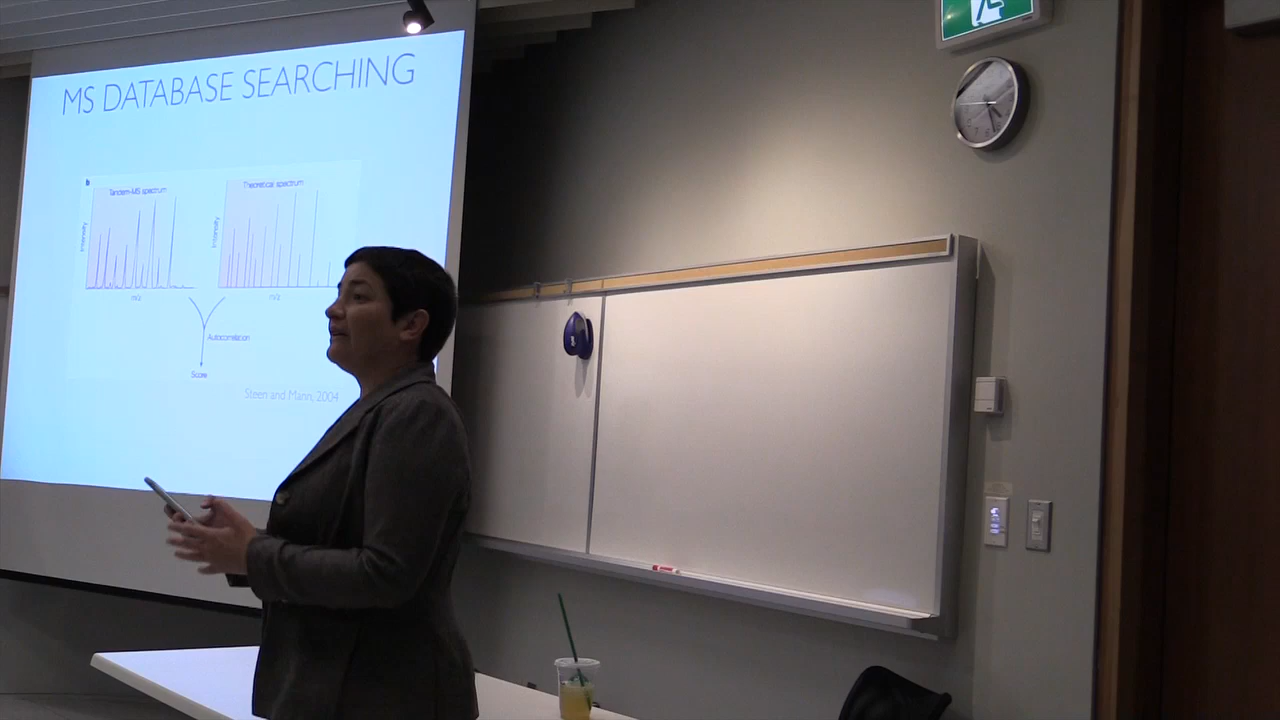 MS DATABASE SEARCHING
b
Tandem-MS spectrum
Theoretical spectrum
Intensity
Intensity
m/z
m/z
Autocorrelation
Score
Steen and Mann, 2004